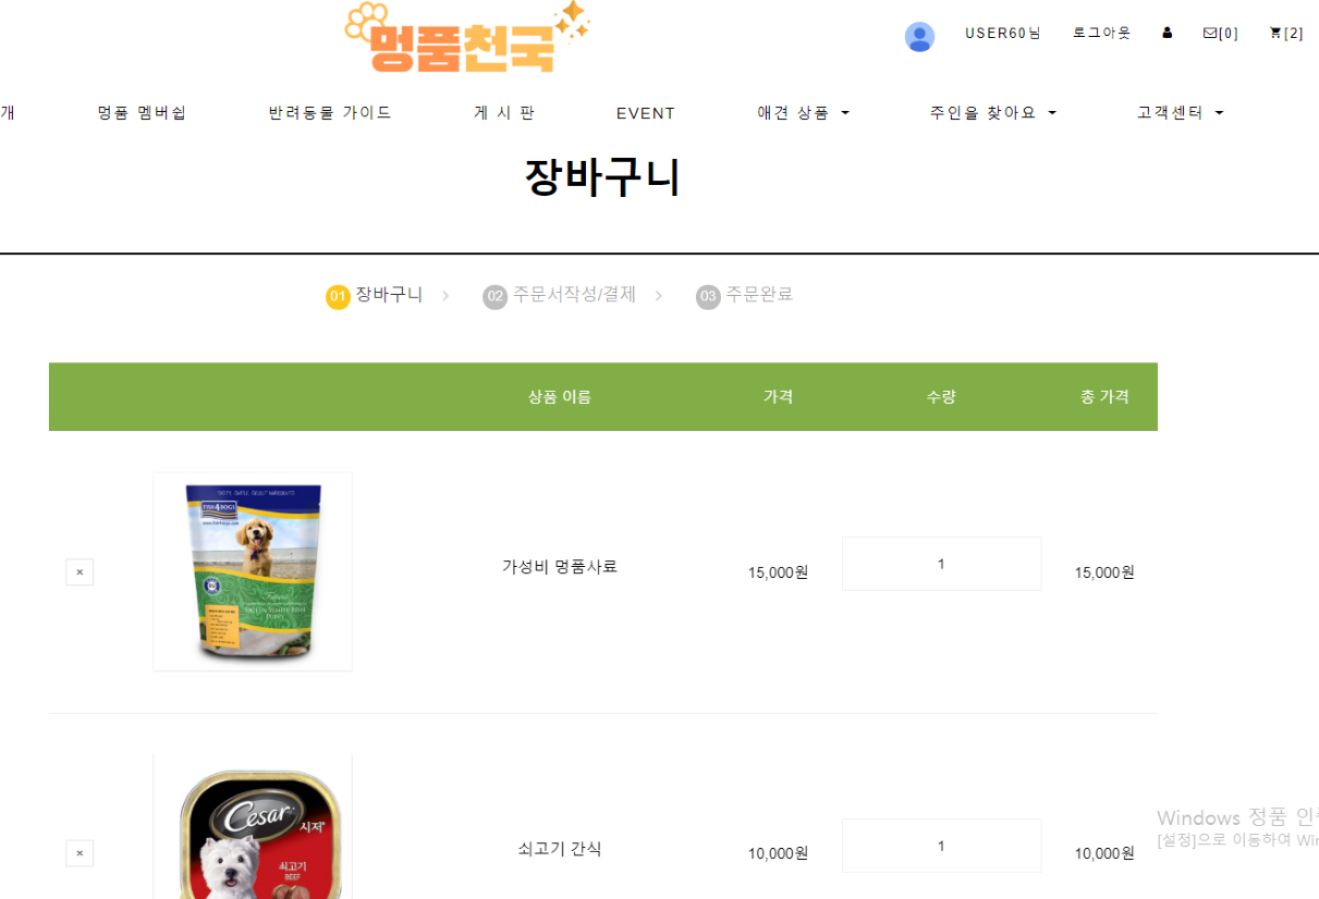 멍품천국
USER60님 로그아웃 [0] [2]
개 멍품 멤버쉽 반려동물 가이드 게 시 판 EVENT 애견 상품 주인을 찾아요 고객센터
장바구니
01 장바구니 > 02 주문서작성/결제 > 03 주문완료
상품 이름 가격 수량 총 가격
FISH4DOGS
× 가성비 멍품사료 15,000원 1 15,000원
Cesar
시저
쇠고기
BEEF
× 쇠고기 간식 10,000원 1 10,000원
Windows 정품 인
[설정]으로 이동하여 Win